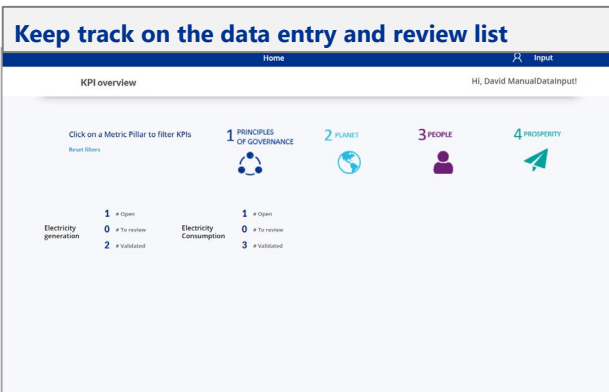 Keep track on the data entry and review list
Home
Input
KPI overview
Hi, David ManualDataInput!
Click on a Metric Pillar to filter KPIs
Reset filters
1 PRINCIPLES OF GOVERNANCE
2 PLANET
3 PEOPLE
4 PROSPERITY
Electricity generation
1 # Open
0 # To review
2 # Validated
Electricity Consumption
1 # Open
0 # To review
3 # Validated